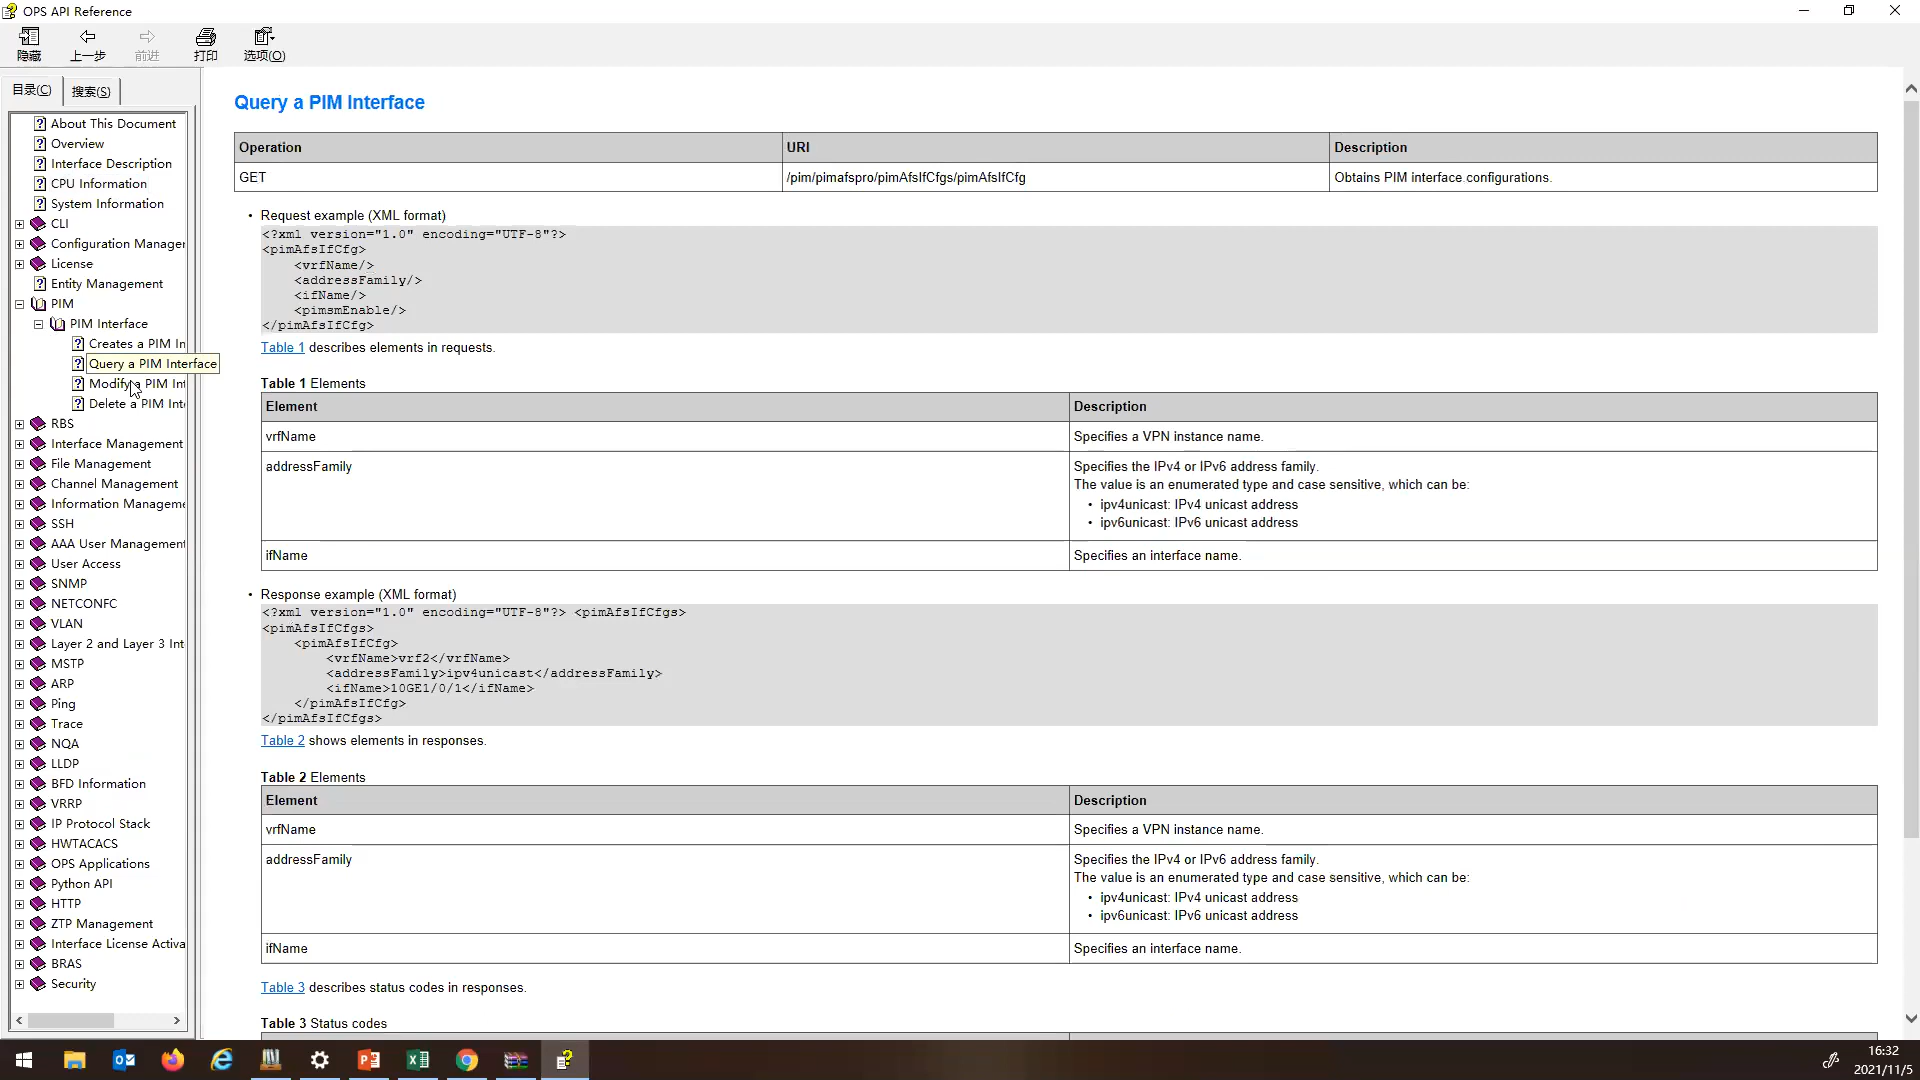 OPS API Reference
隐藏
上一步
前进
打印
选项(O)
目录(C)
搜索(S)
About This Document
Overview
Interface Description
CPU Information
System Information
CLI
Configuration Manager
License
Entity Management
PIM
PIM Interface
Creates a PIM In
Query a PIM Interface
Modify a PIM Int
Delete a PIM Inte
RBS
Interface Management
File Management
Channel Management
Information Manageme
SSH
AAA User Management
User Access
SNMP
NETCONFC
VLAN
Layer 2 and Layer 3 Int
MSTP
ARP
Ping
Trace
NQA
LLDP
BFD Information
VRRP
IP Protocol Stack
HWTACACS
OPS Applications
Python API
HTTP
ZTP Management
Interface License Activa
BRAS
Security
Query a PIM Interface
Operation URI Description
GET /pim/pimafspro/pimAfsIfCfgs/pimAfsIfCfg Obtains PIM interface configurations.
• Request example (XML format)
<?xml version="1.0" encoding="UTF-8"?>
<pimAfsIfCfg>
<vrfName/>
<addressFamily/>
<ifName/>
<pimsmEnable/>
</pimAfsIfCfg>
Table 1 describes elements in requests.
Table 1 Elements
Element Description
vrfName Specifies a VPN instance name.
addressFamily Specifies the IPv4 or IPv6 address family.
The value is an enumerated type and case sensitive, which can be:
• ipv4unicast: IPv4 unicast address
• ipv6unicast: IPv6 unicast address
ifName Specifies an interface name.
• Response example (XML format)
<?xml version="1.0" encoding="UTF-8"?> <pimAfsIfCfgs>
<pimAfsIfCfgs>
<pimAfsIfCfg>
<vrfName>vrf2</vrfName>
<addressFamily>ipv4unicast</addressFamily>
<ifName>10GE1/0/1</ifName>
</pimAfsIfCfg>
</pimAfsIfCfgs>
Table 2 shows elements in responses.
Table 2 Elements
Element Description
vrfName Specifies a VPN instance name.
addressFamily Specifies the IPv4 or IPv6 address family.
The value is an enumerated type and case sensitive, which can be:
• ipv4unicast: IPv4 unicast address
• ipv6unicast: IPv6 unicast address
ifName Specifies an interface name.
Table 3 describes status codes in responses.
Table 3 Status codes
16:32
2021/11/5